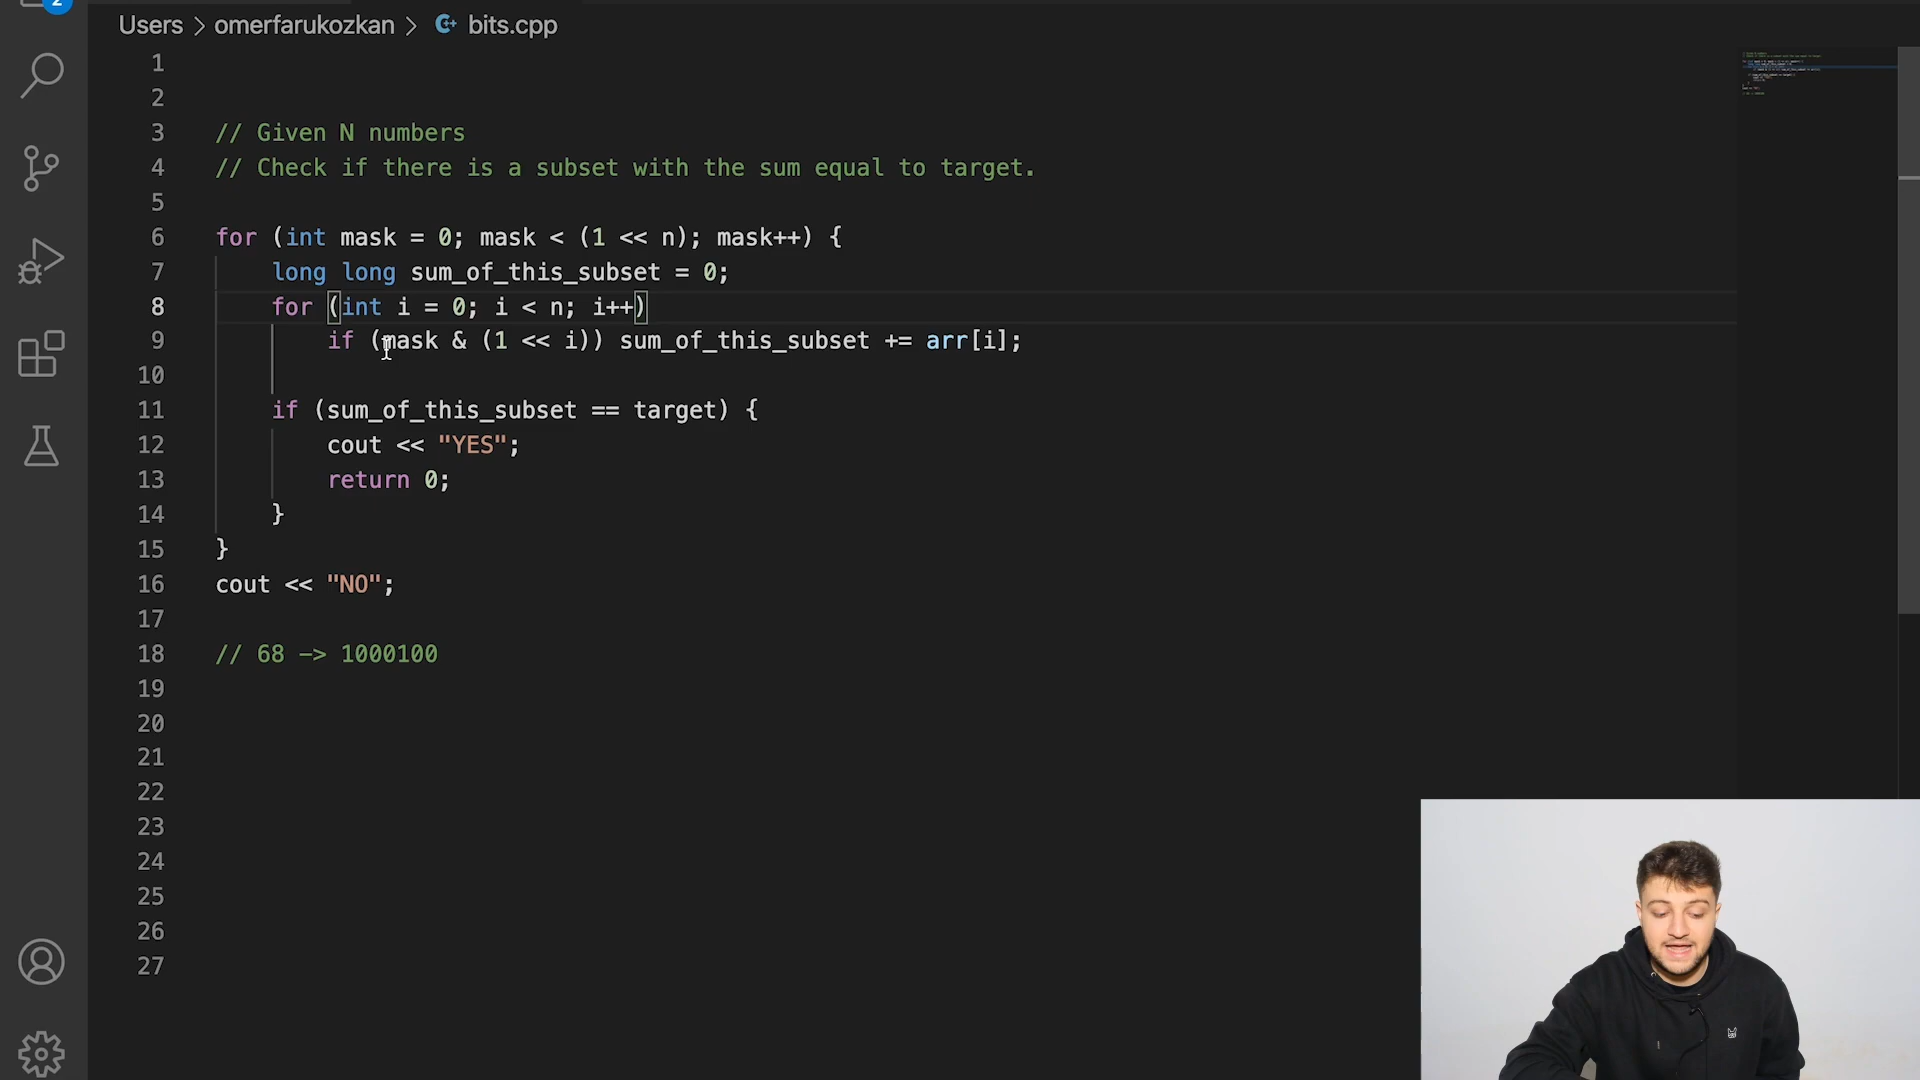 2
Users > omerfarukozkan > bits.cpp
1
2
3 // Given N numbers
4 // Check if there is a subset with the sum equal to target.
5
6 for (int mask = 0; mask < (1 << n); mask++) {
7 long long sum_of_this_subset = 0;
8 for (int i = 0; i < n; i++)
9 if (mask & (1 << i)) sum_of_this_subset += arr[i];
10
11 if (sum_of_this_subset == target) {
12 cout << "YES";
13 return 0;
14 }
15 }
16 cout << "NO";
17
18 // 68 -> 1000100
19
20
21
22
23
24
25
26
27